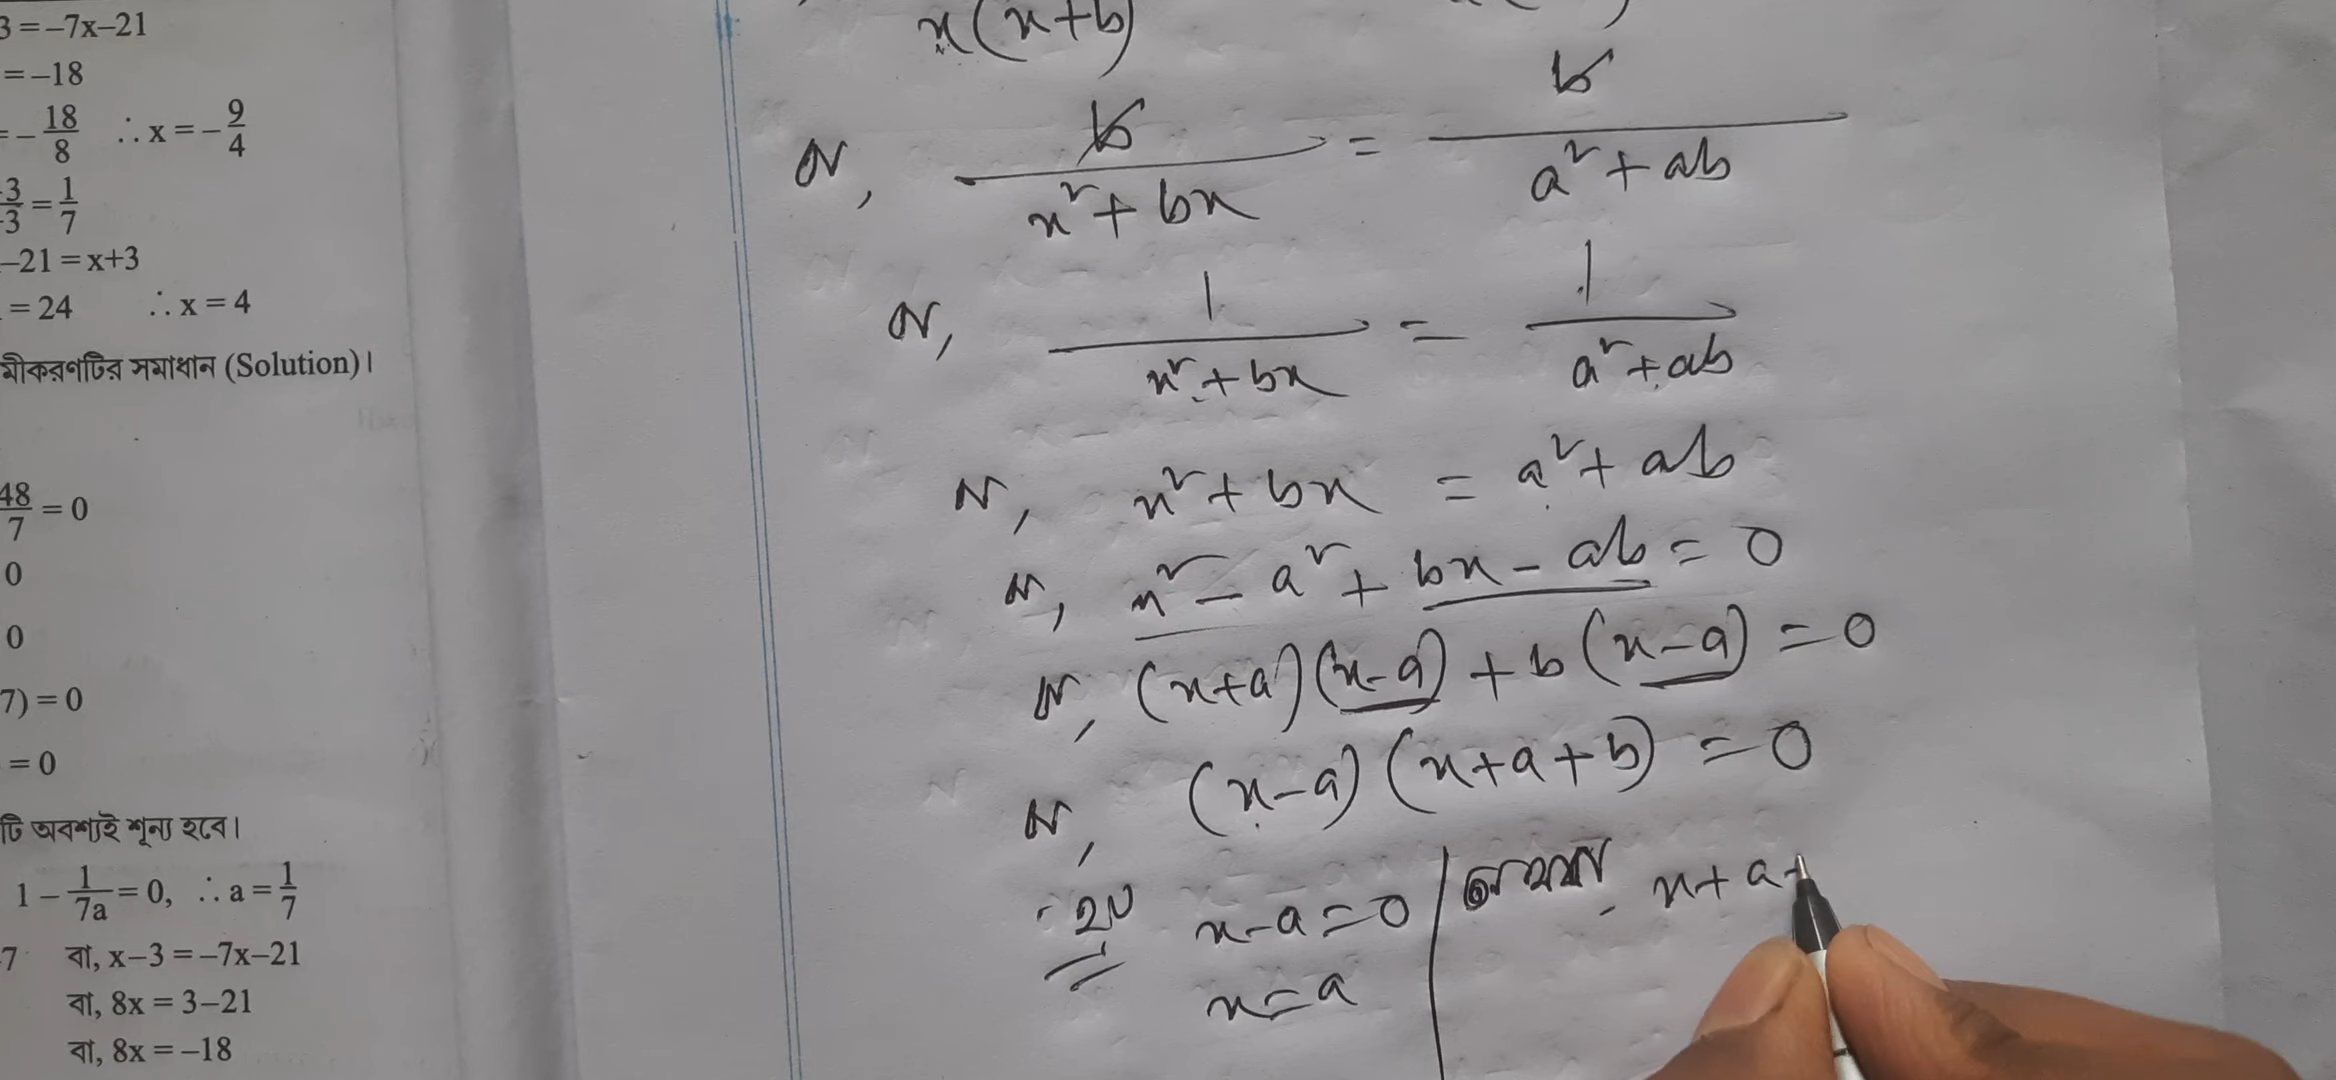 3 = –7x–21
= –18
= – 18/8 ∴ x = – 9/4
3/–3 = 1/7
–21 = x+3
= 24 ∴ x = 4
মীকরণটির সমাধান (Solution)।
48/7 = 0
0
0
7) = 0
= 0
টি অবশ্যই শূন্য হবে।
1 – 1/7a = 0, ∴ a = 1/7
7 বা, x–3 = –7x–21
বা, 8x = 3–21
বা, 8x = –18
x(x+b)
বা, b/(x²+bx) = b/(a²+ab)
বা, 1/(x²+bx) = 1/(a²+ab)
বা, x²+bx = a²+ab
বা, x²–a²+bx–ab = 0
বা, (x+a)(x–a)+b(x–a) = 0
বা, (x–a)(x+a+b) = 0
হয় x–a=0 অথবা x+a+
x=a